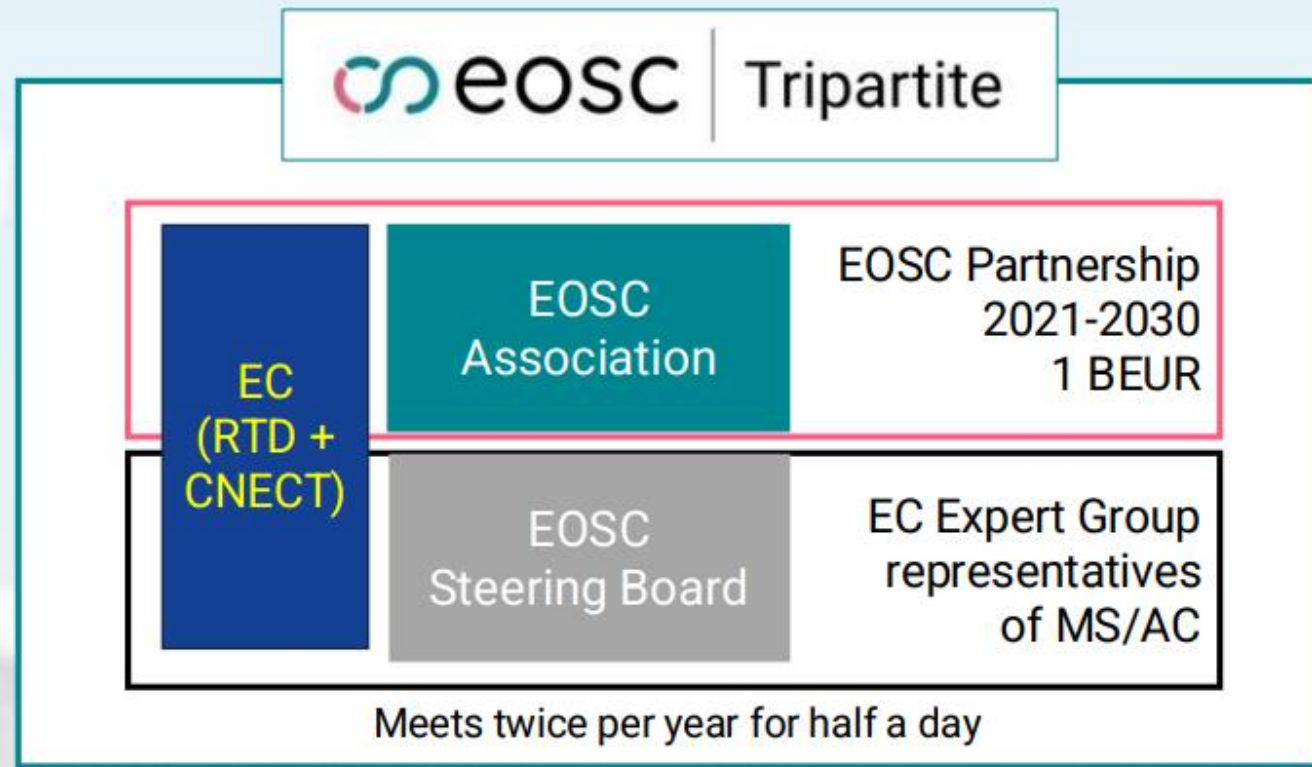 eosc | Tripartite
EC
(RTD +
CNECT)
EOSC
Association
EOSC Partnership
2021-2030
1 BEUR
EOSC
Steering Board
EC Expert Group
representatives
of MS/AC
Meets twice per year for half a day